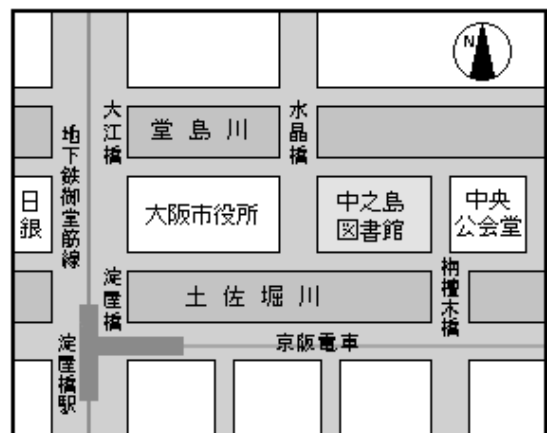 N
大江橋
堂島川
水晶橋
地下鉄御堂筋線
日銀
大阪市役所
中之島
図書館
中央
公会堂
淀屋橋
土佐堀川
栴檀木橋
淀屋橋駅
京阪電車